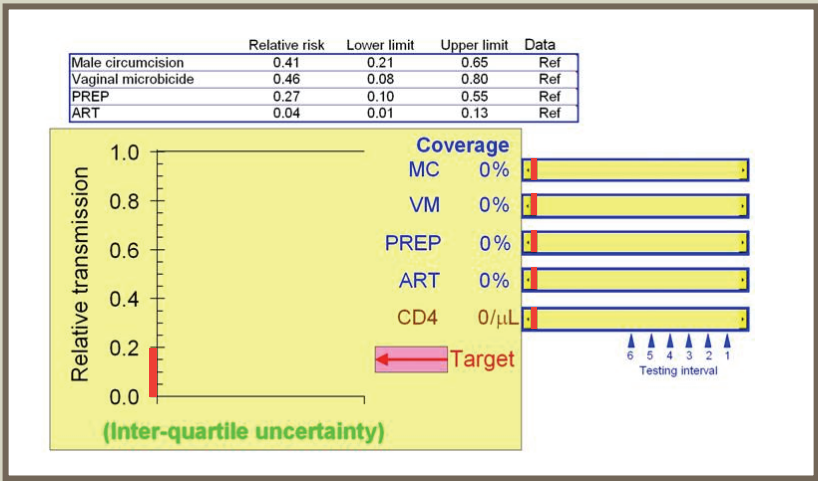 Relative risk Lower limit Upper limit Data
Male circumcision 0.41 0.21 0.65 Ref
Vaginal microbicide 0.46 0.08 0.80 Ref
PREP 0.27 0.10 0.55 Ref
ART 0.04 0.01 0.13 Ref
Relative transmission
1.0
0.8
0.6
0.4
0.2
0.0
(Inter-quartile uncertainty)
Coverage
MC 0%
VM 0%
PREP 0%
ART 0%
CD4 0/μL
Target
6 5 4 3 2 1
Testing interval